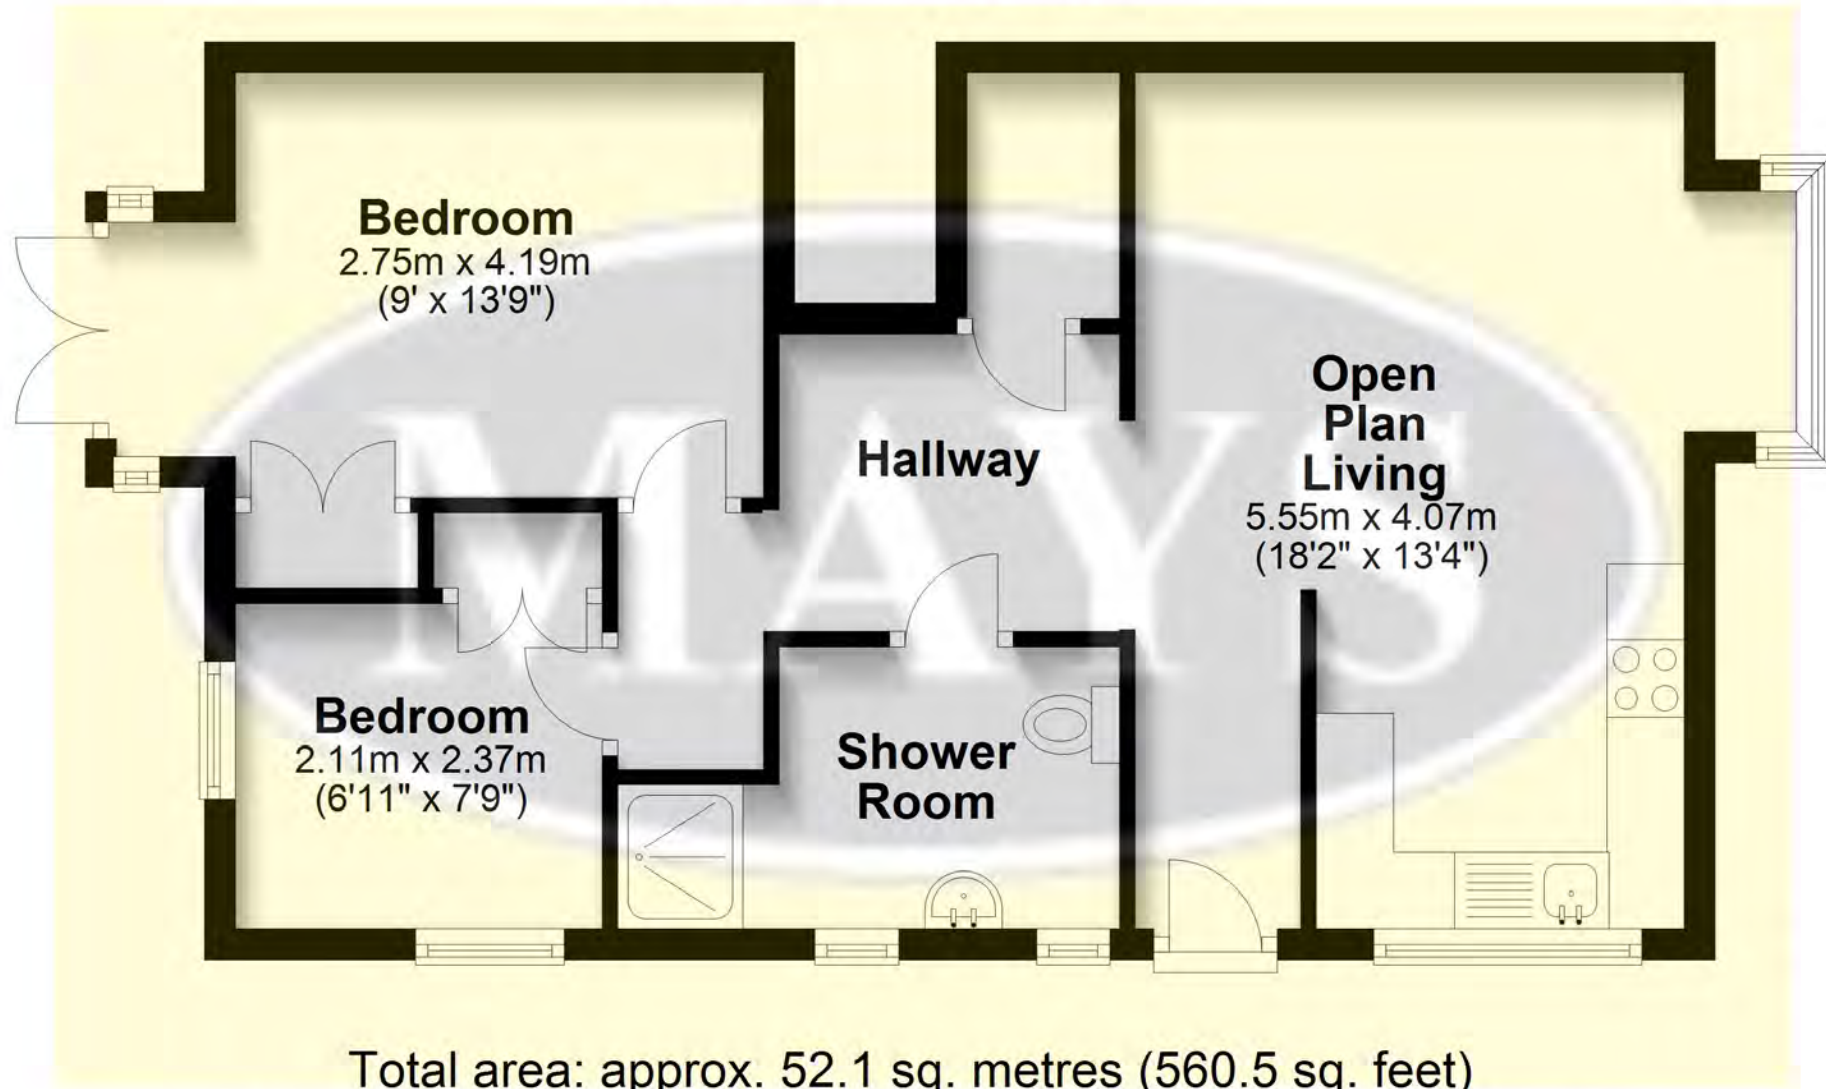 Bedroom
2.75m x 4.19m
(9' x 13'9")
Open
Plan
Living
5.55m x 4.07m
(18'2" x 13'4")
Hallway
MAYS
Bedroom
2.11m x 2.37m
(6'11" x 7'9")
Shower
Room
Total area: approx. 52.1 sq. metres (560.5 sq. feet)